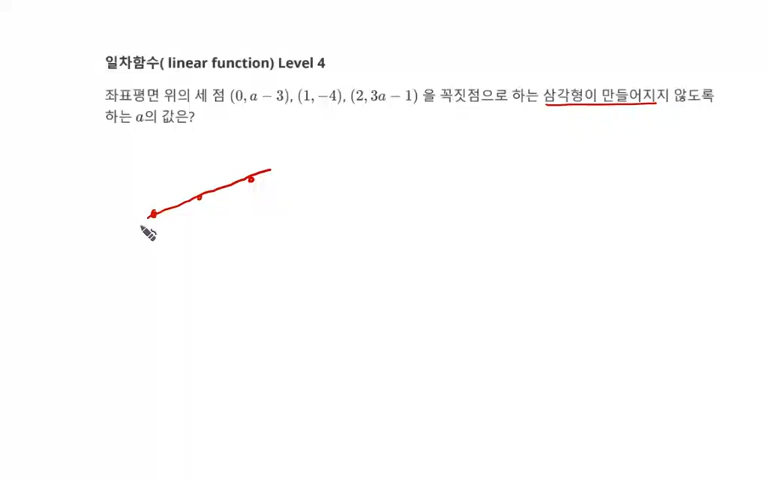 일차함수( linear function) Level 4
좌표평면 위의 세 점 (0, a − 3), (1, −4), (2, 3a − 1) 을 꼭짓점으로 하는 삼각형이 만들어지지 않도록
하는 a의 값은?